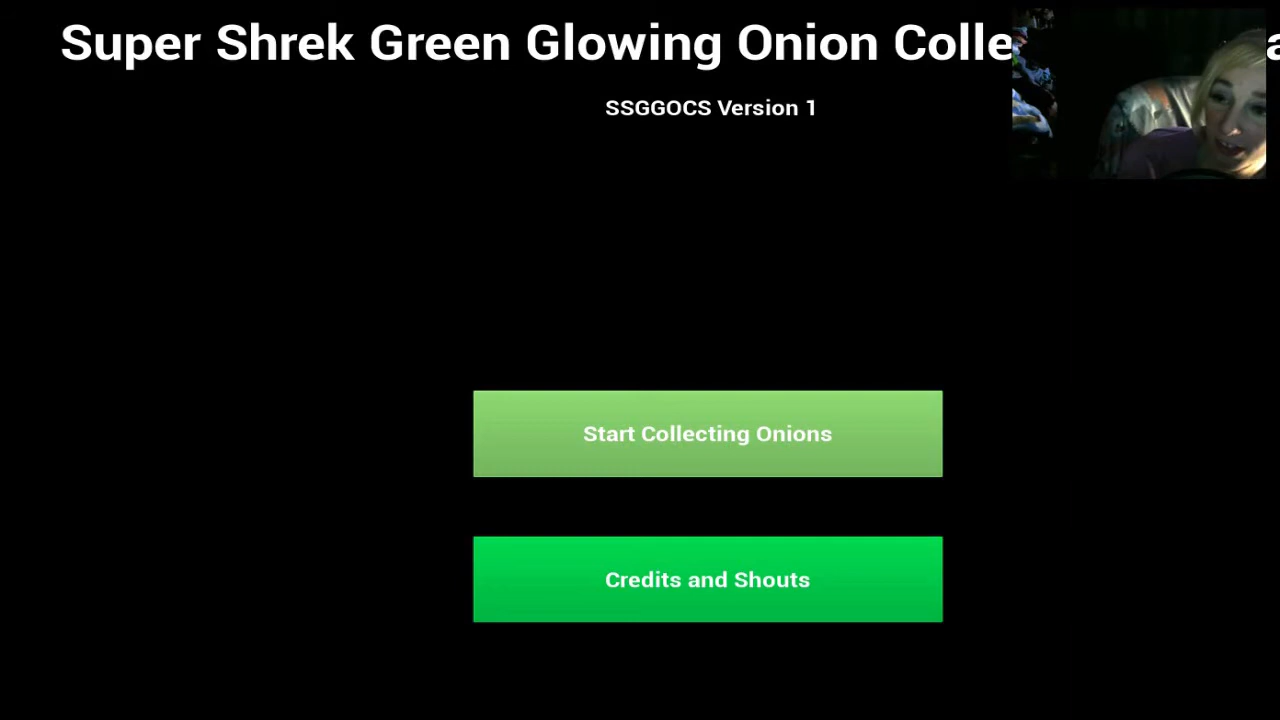 Super Shrek Green Glowing Onion Colle
SSGGOCS Version 1
Start Collecting Onions
Credits and Shouts